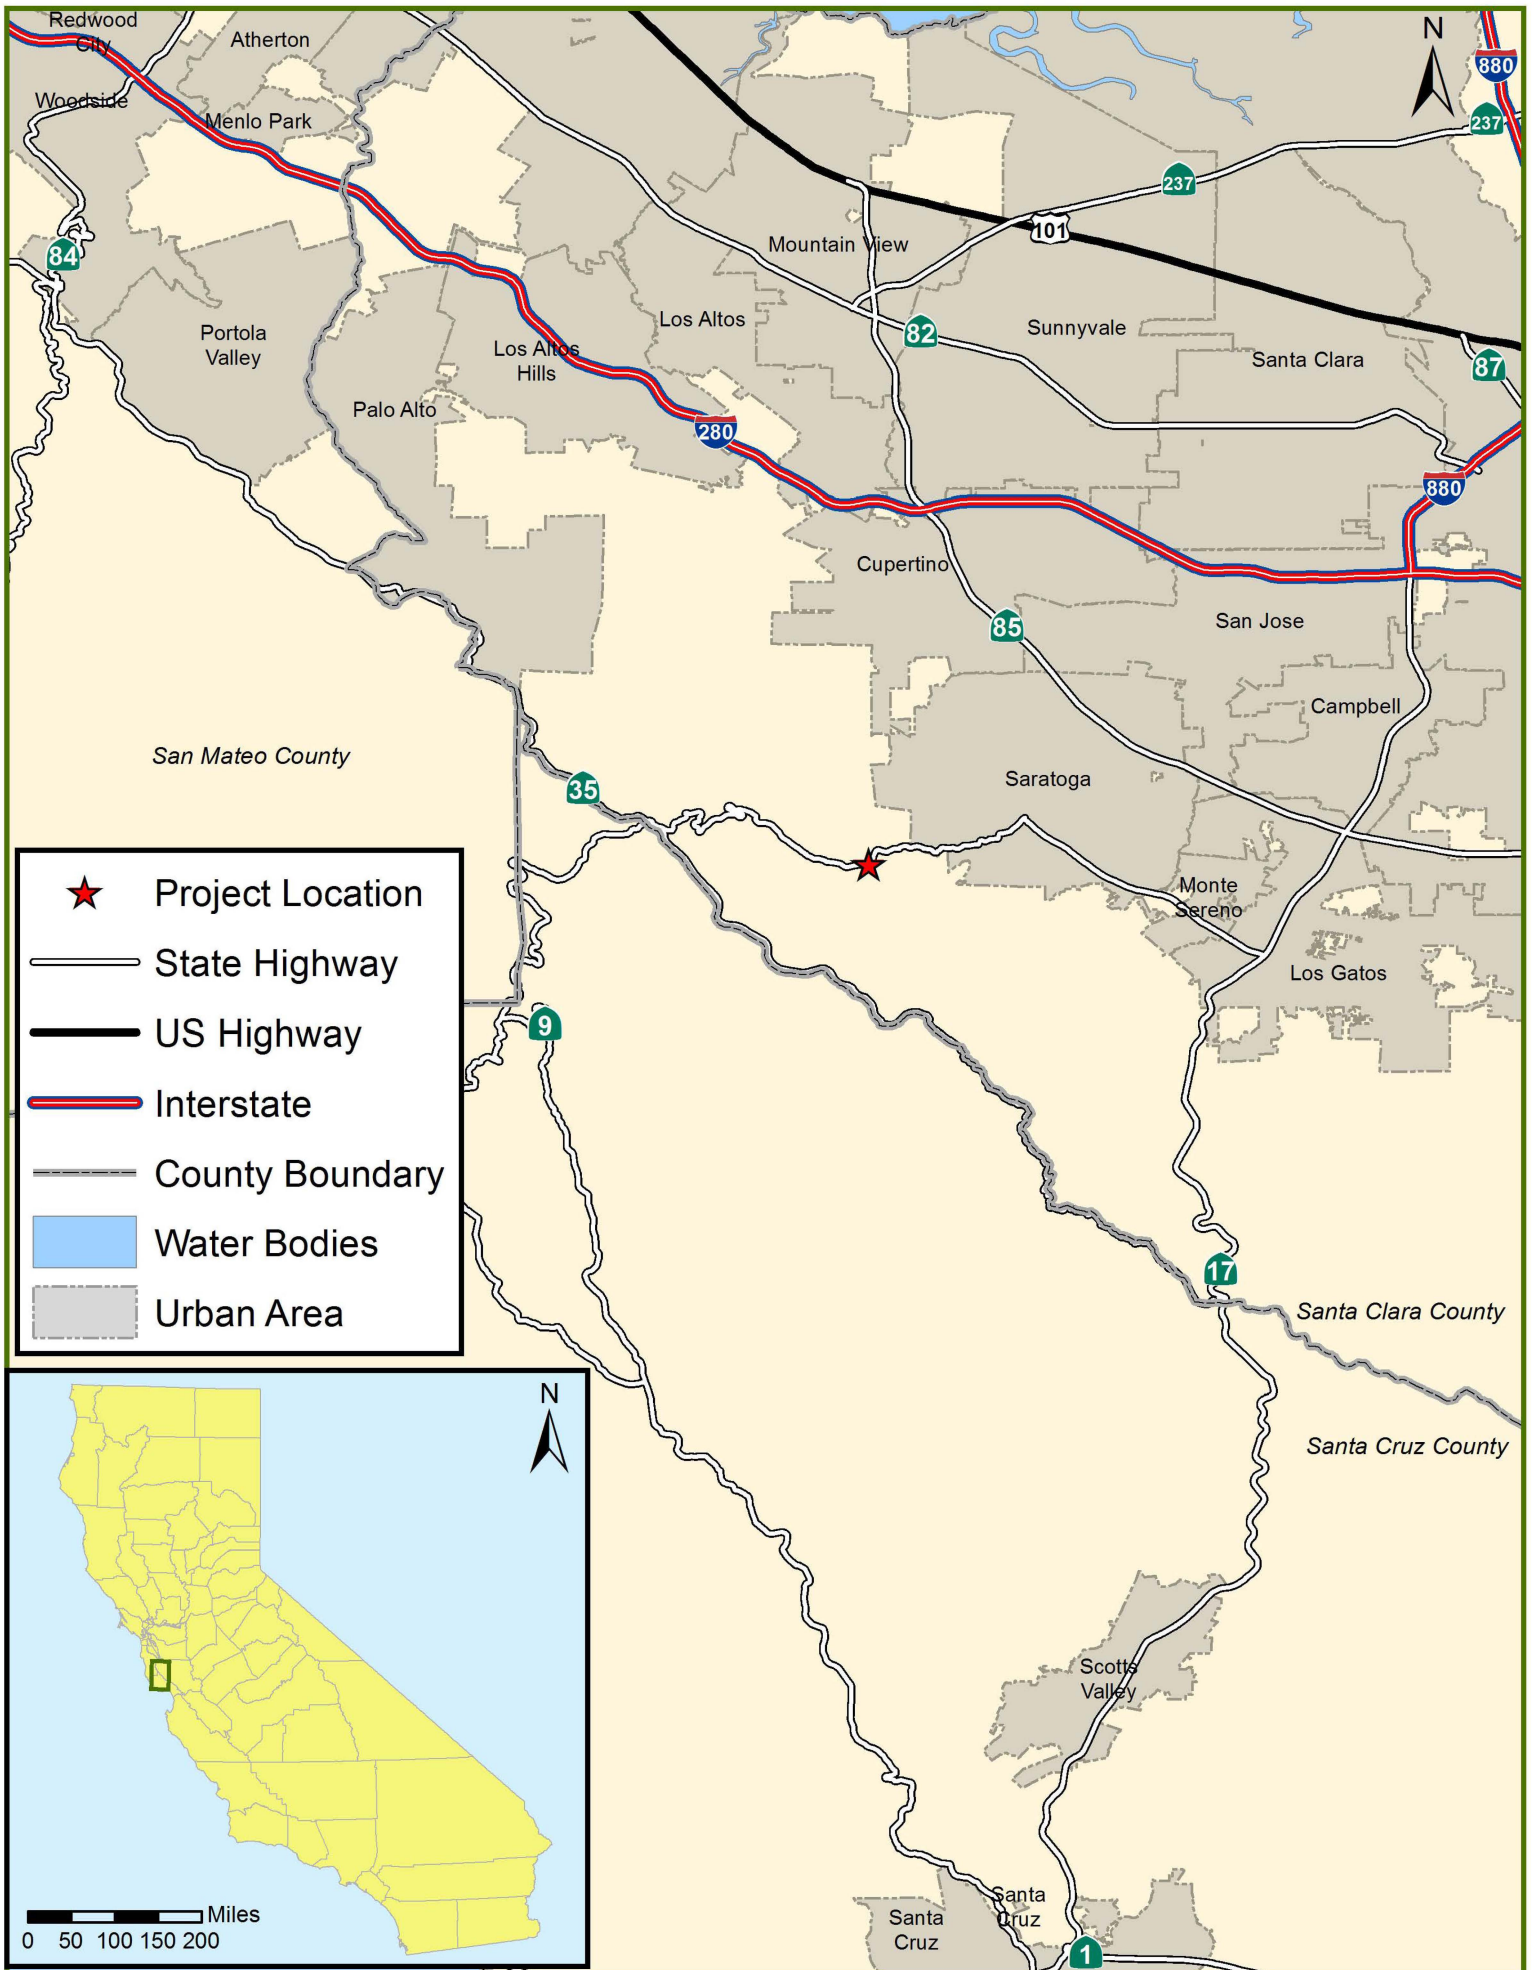 Redwood
City
Atherton
N
880
Woodside
Menlo Park
237
237
101
Mountain View
84
82
Los Altos
Sunnyvale
Portola
Valley
Los Altos
Hills
Santa Clara
87
Palo Alto
280
880
Cupertino
85
San Jose
Campbell
San Mateo County
35
Saratoga
Monte
Sereno
Los Gatos
9
17
Santa Clara County
Santa Cruz County
Scotts
Valley
Santa
Cruz
Santa
Cruz
1
Project Location
State Highway
US Highway
Interstate
County Boundary
Water Bodies
Urban Area
N
Miles
0 50 100 150 200